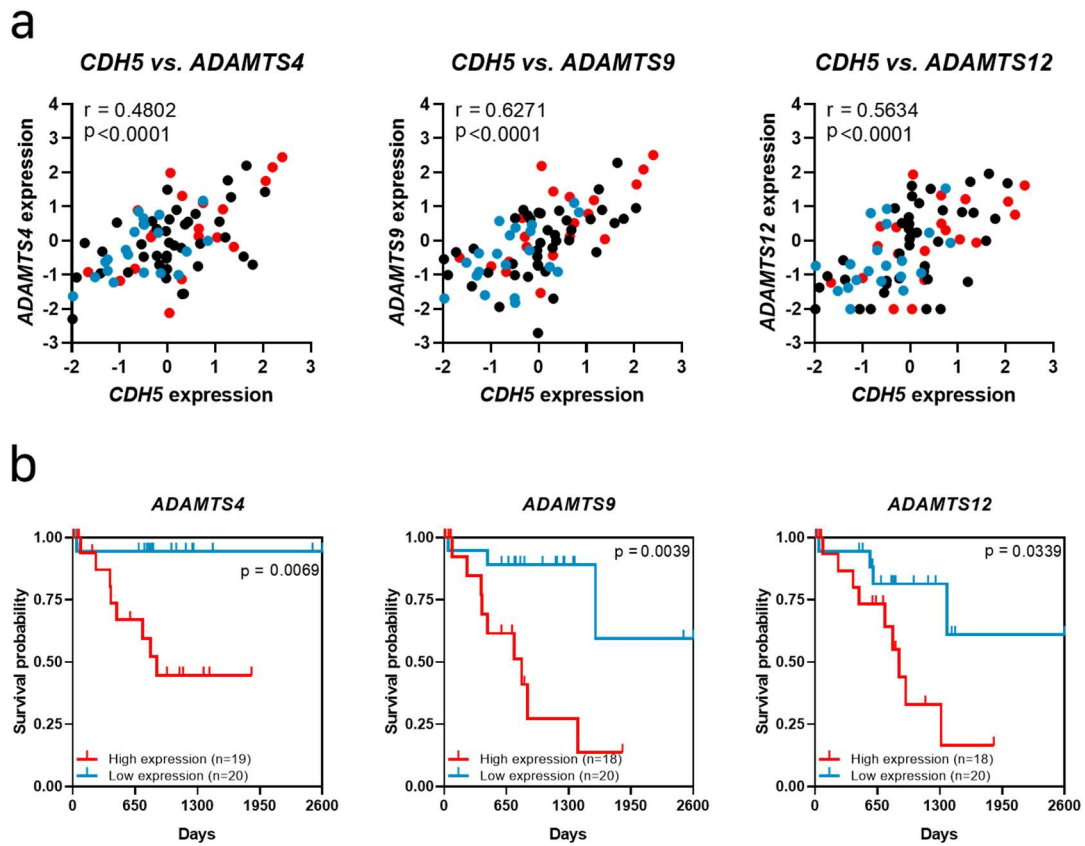 a
CDH5 vs. ADAMTS4
CDH5 vs. ADAMTS9
CDH5 vs. ADAMTS12
r = 0.4802
p<0.0001
ADAMTS4 expression
4
3
2
1
0
-1
-2
-3
-2 -1 0 1 2 3
CDH5 expression
r = 0.6271
p<0.0001
ADAMTS9 expression
4
3
2
1
0
-1
-2
-3
-2 -1 0 1 2 3
CDH5 expression
r = 0.5634
p<0.0001
ADAMTS12 expression
4
3
2
1
0
-1
-2
-3
-2 -1 0 1 2 3
CDH5 expression
b
ADAMTS4
p = 0.0069
Survival probability
1.00
0.75
0.50
0.25
0.00
High expression (n=19)
Low expression (n=20)
0 650 1300 1950 2600
Days
ADAMTS9
p = 0.0039
Survival probability
1.00
0.75
0.50
0.25
0.00
High expression (n=18)
Low expression (n=20)
0 650 1300 1950 2600
Days
ADAMTS12
p = 0.0339
Survival probability
1.00
0.75
0.50
0.25
0.00
High expression (n=18)
Low expression (n=20)
0 650 1300 1950 2600
Days